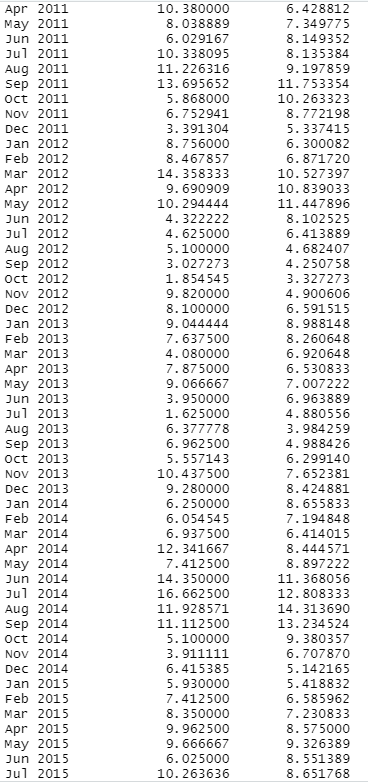 Apr 2011 10.380000 6.428812
May 2011 8.038889 7.349775
Jun 2011 6.029167 8.149352
Jul 2011 10.338095 8.135384
Aug 2011 11.226316 9.197859
Sep 2011 13.695652 11.753354
Oct 2011 5.868000 10.263323
Nov 2011 6.752941 8.772198
Dec 2011 3.391304 5.337415
Jan 2012 8.756000 6.300082
Feb 2012 8.467857 6.871720
Mar 2012 14.358333 10.527397
Apr 2012 9.690909 10.839033
May 2012 10.294444 11.447896
Jun 2012 4.322222 8.102525
Jul 2012 4.625000 6.413889
Aug 2012 5.100000 4.682407
Sep 2012 3.027273 4.250758
Oct 2012 1.854545 3.327273
Nov 2012 9.820000 4.900606
Dec 2012 8.100000 6.591515
Jan 2013 9.044444 8.988148
Feb 2013 7.637500 8.260648
Mar 2013 4.080000 6.920648
Apr 2013 7.875000 6.530833
May 2013 9.066667 7.007222
Jun 2013 3.950000 6.963889
Jul 2013 1.625000 4.880556
Aug 2013 6.377778 3.984259
Sep 2013 6.962500 4.988426
Oct 2013 5.557143 6.299140
Nov 2013 10.437500 7.652381
Dec 2013 9.280000 8.424881
Jan 2014 6.250000 8.655833
Feb 2014 6.054545 7.194848
Mar 2014 6.937500 6.414015
Apr 2014 12.341667 8.444571
May 2014 7.412500 8.897222
Jun 2014 14.350000 11.368056
Jul 2014 16.662500 12.808333
Aug 2014 11.928571 14.313690
Sep 2014 11.112500 13.234524
Oct 2014 5.100000 9.380357
Nov 2014 3.911111 6.707870
Dec 2014 6.415385 5.142165
Jan 2015 5.930000 5.418832
Feb 2015 7.412500 6.585962
Mar 2015 8.350000 7.230833
Apr 2015 9.962500 8.575000
May 2015 9.666667 9.326389
Jun 2015 6.025000 8.551389
Jul 2015 10.263636 8.651768